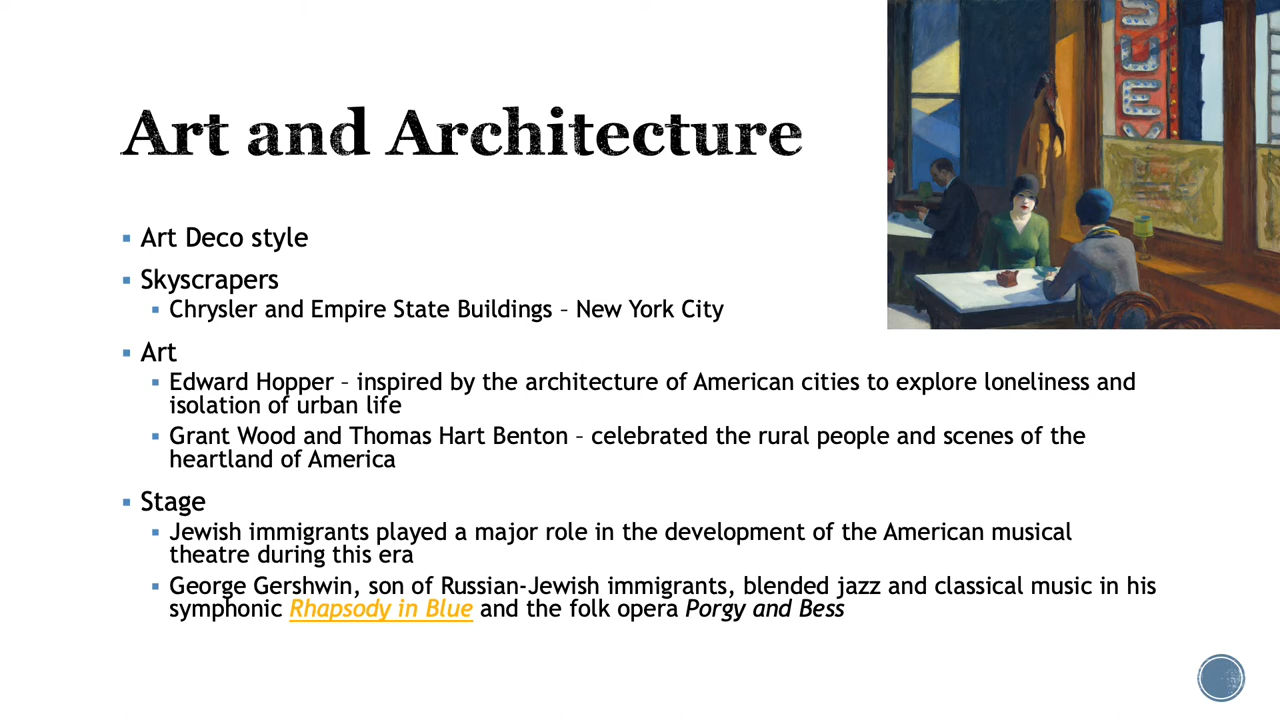 SUEY
Art and Architecture
▪ Art Deco style
▪ Skyscrapers
▪ Chrysler and Empire State Buildings – New York City
▪ Art
▪ Edward Hopper – inspired by the architecture of American cities to explore loneliness and
isolation of urban life
▪ Grant Wood and Thomas Hart Benton – celebrated the rural people and scenes of the
heartland of America
▪ Stage
▪ Jewish immigrants played a major role in the development of the American musical
theatre during this era
▪ George Gershwin, son of Russian-Jewish immigrants, blended jazz and classical music in his
symphonic Rhapsody in Blue and the folk opera Porgy and Bess